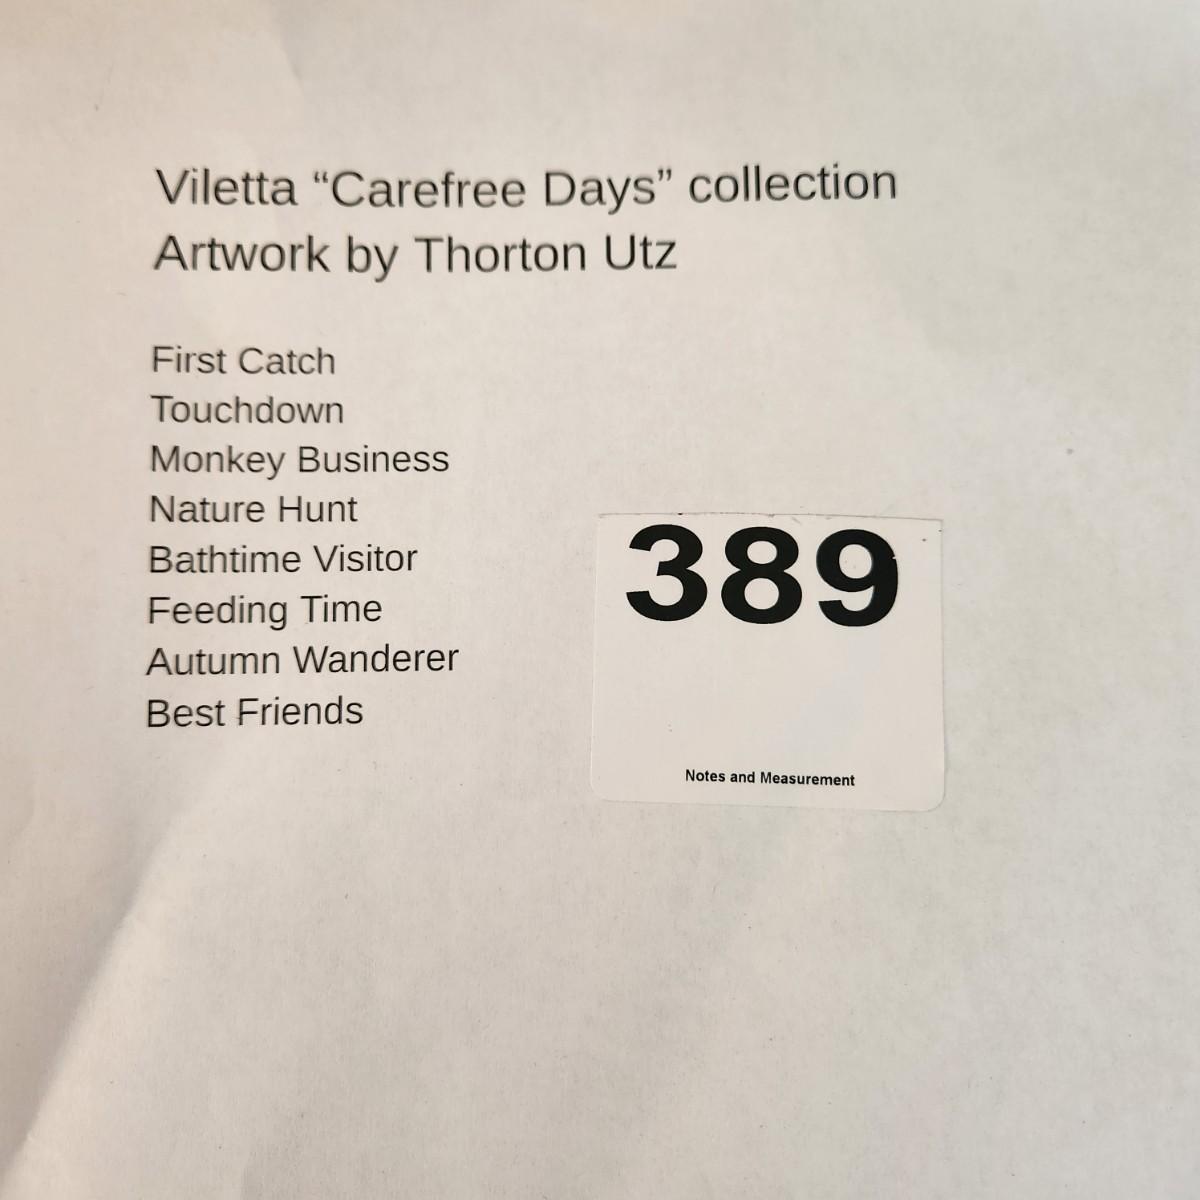 Viletta “Carefree Days” collection
Artwork by Thorton Utz
First Catch
Touchdown
Monkey Business
Nature Hunt
Bathtime Visitor
Feeding Time
Autumn Wanderer
Best Friends
389
Notes and Measurement